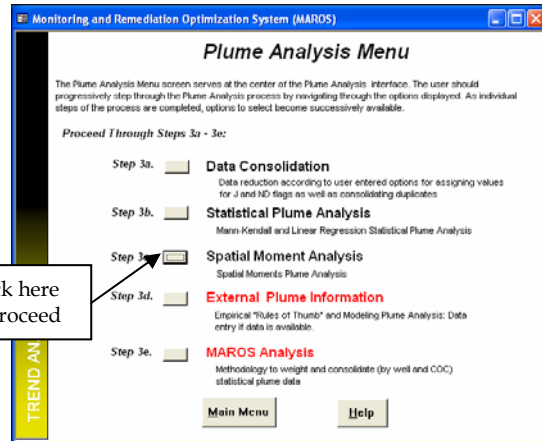 Monitoring and Remediation Optimization System (MAROS)
Plume Analysis Menu
The Plume Analysis Menu screen serves at the center of the Plume Analysis interface. The user should
progressively step through the Plume Analysis process by navigating through the options displayed. As individual
steps of the process are completed, options to select become successively available.
Proceed Through Steps 3a - 3e:
Step 3a.
Data Consolidation
Data reduction according to user entered options for assigning values
for J and ND flags as well as consolidating duplicates
Step 3b.
Statistical Plume Analysis
Mann-Kendall and Linear Regression Statistical Plume Analysis
Step 3c
Spatial Moment Analysis
Spatial Moments Plume Analysis
k here
roceed
Step 3d.
External Plume Information
Empirical "Rules of Thumb" and Modeling Plume Analysis: Data
entry if data is available.
Step 3e.
MAROS Analysis
Methodology to weight and consolidate (by well and COC)
statistical plume data
TREND AN
Main Menu
Help